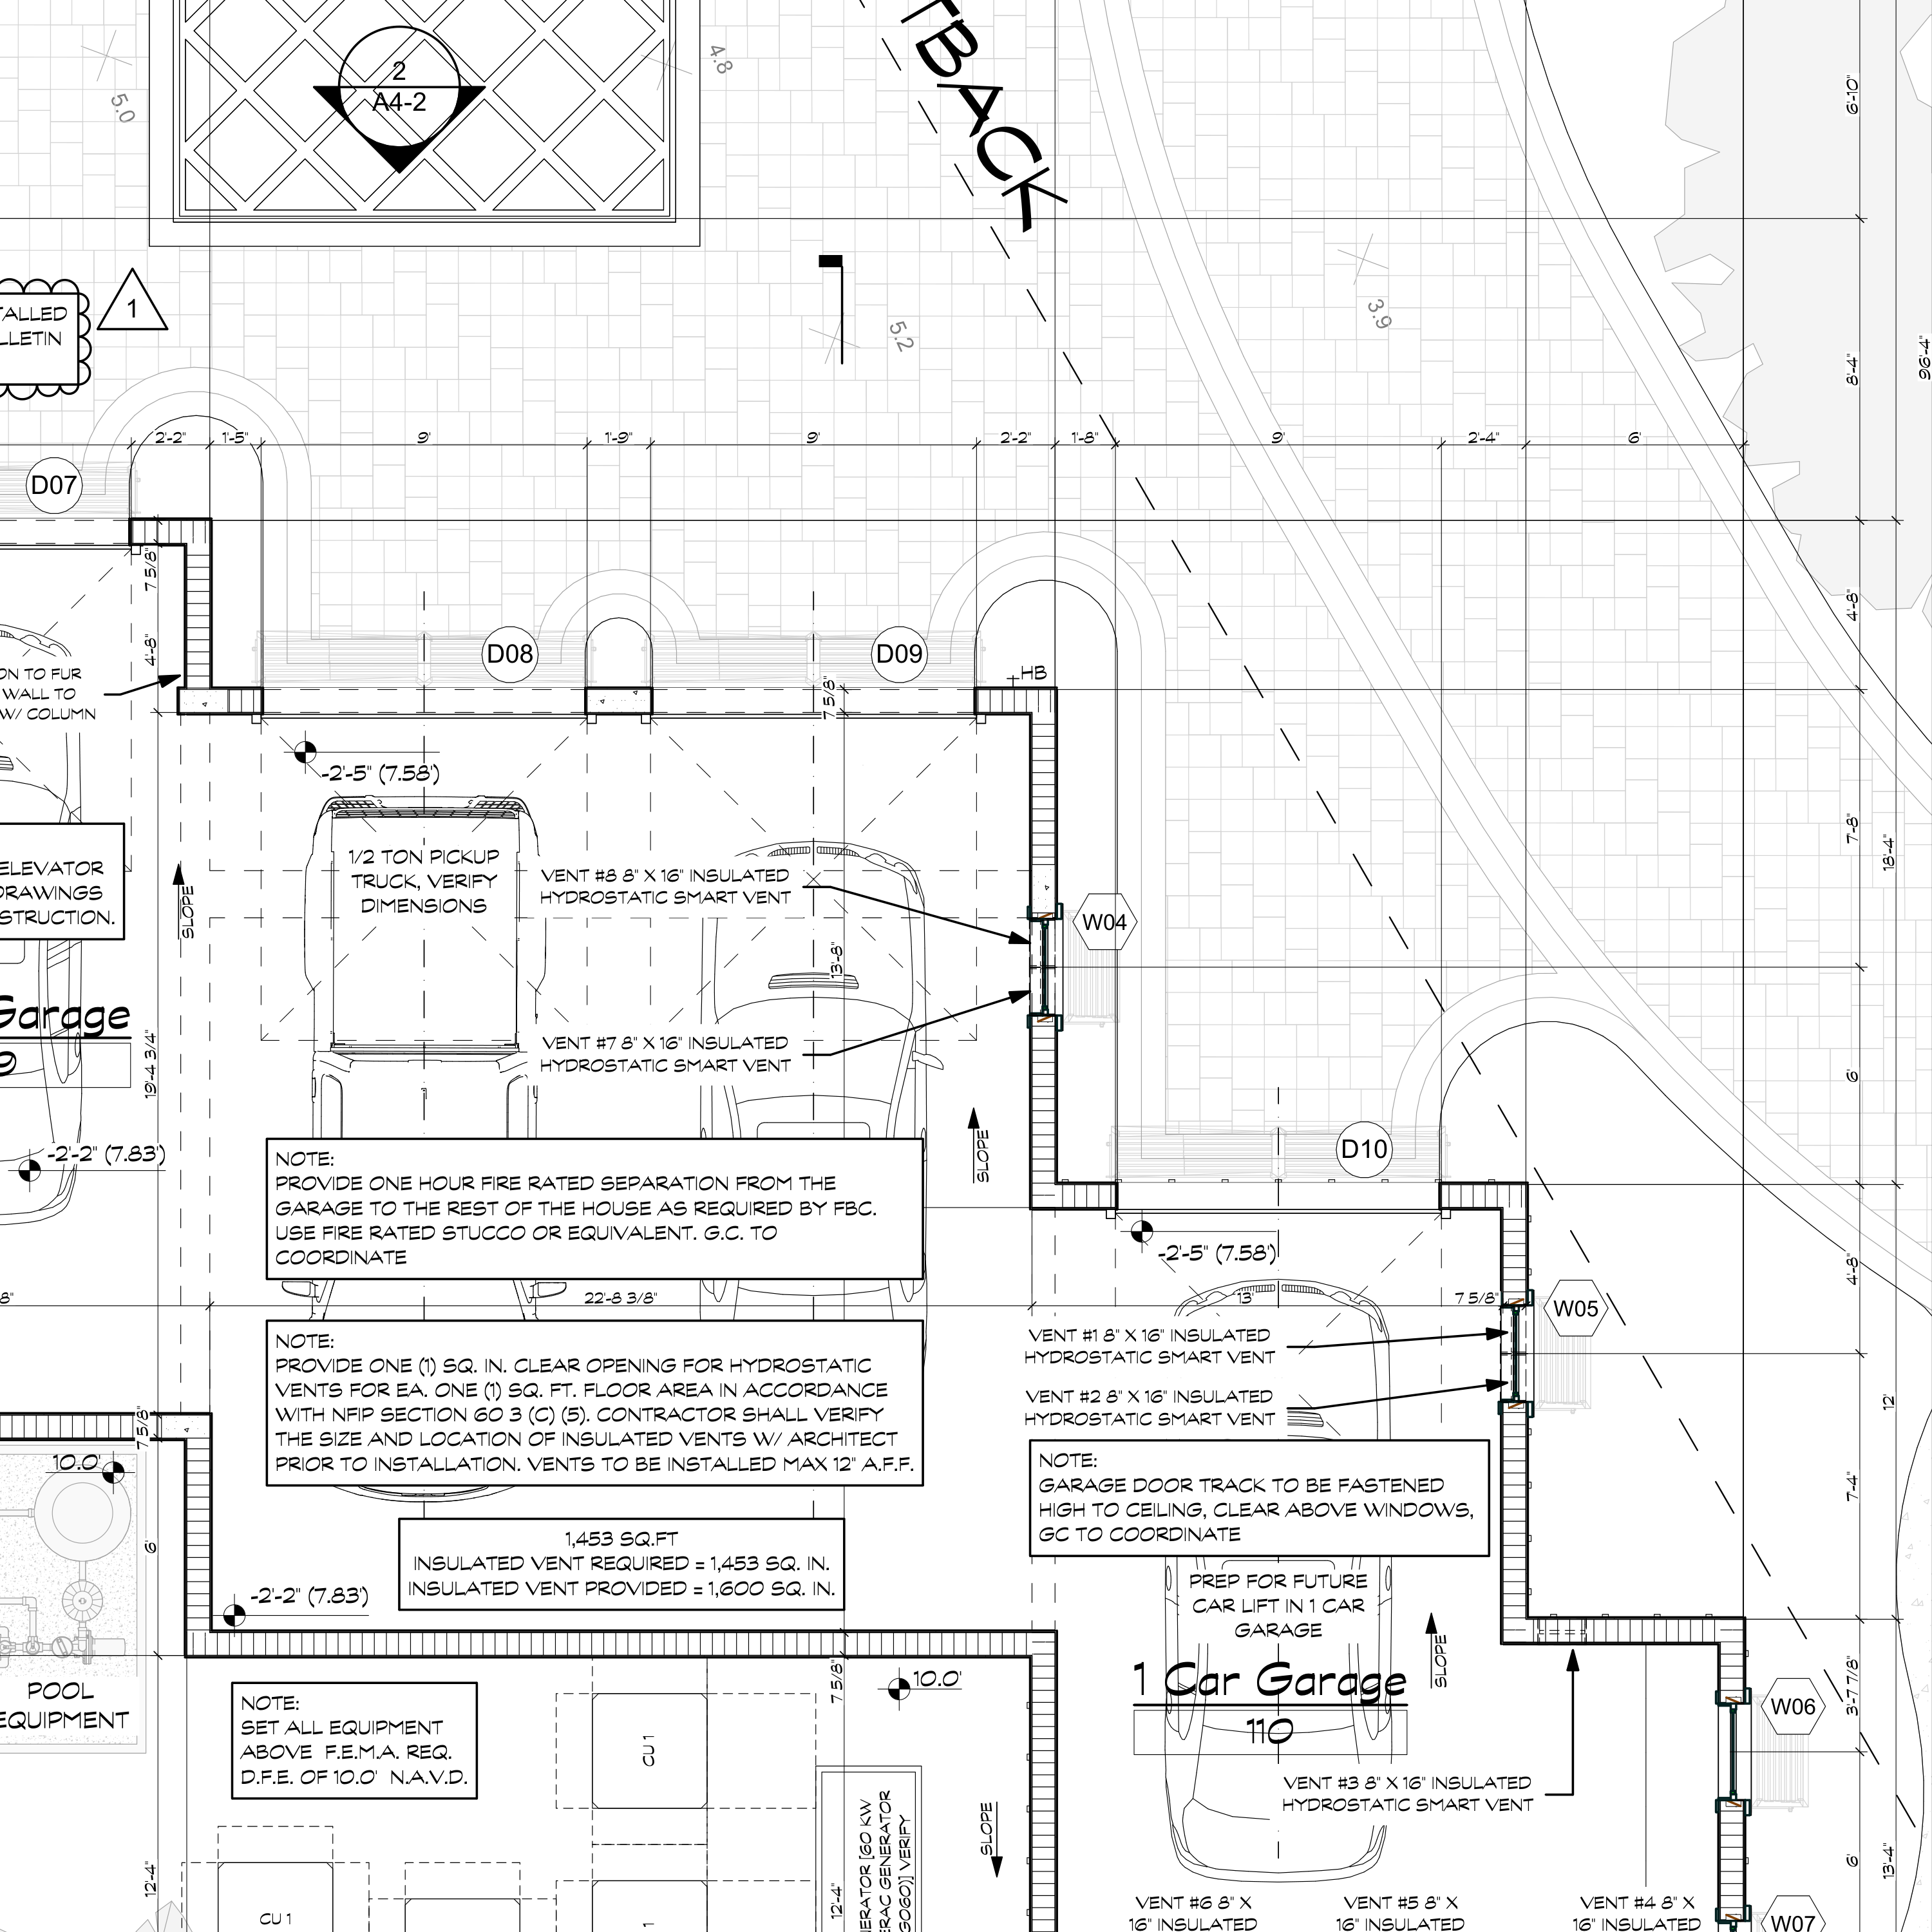 TBACK
2
A4-2
4.8
5.0
6'-10"
1
TALLED
LLETIN
5.2
3.9
8'-4"
96'-4"
2'-2"
1'-5"
9'
1'-9"
9'
2'-2"
1'-8"
9'
2'-4"
6'
D07
7 5/8"
4'-8"
4'-8"
D08
D09
HB
7 5/8"
ON TO FUR
WALL TO
W/ COLUMN
-2'-5" (7.58')
1/2 TON PICKUP
TRUCK, VERIFY
DIMENSIONS
VENT #8 8" X 16" INSULATED
HYDROSTATIC SMART VENT
W04
7'-8"
18'-4"
ELEVATOR
DRAWINGS
STRUCTION.
SLOPE
13'-8"
Garage
9
19'-4 3/4"
VENT #7 8" X 16" INSULATED
HYDROSTATIC SMART VENT
6'
-2'-2" (7.83')
SLOPE
D10
NOTE:
PROVIDE ONE HOUR FIRE RATED SEPARATION FROM THE
GARAGE TO THE REST OF THE HOUSE AS REQUIRED BY FBC.
USE FIRE RATED STUCCO OR EQUIVALENT. G.C. TO
COORDINATE
-2'-5" (7.58')
4'-8"
8"
22'-8 3/8"
13'
7 5/8"
W05
NOTE:
PROVIDE ONE (1) SQ. IN. CLEAR OPENING FOR HYDROSTATIC
VENTS FOR EA. ONE (1) SQ. FT. FLOOR AREA IN ACCORDANCE
WITH NFIP SECTION 60 3 (C) (5). CONTRACTOR SHALL VERIFY
THE SIZE AND LOCATION OF INSULATED VENTS W/ ARCHITECT
PRIOR TO INSTALLATION. VENTS TO BE INSTALLED MAX 12" A.F.F.
VENT #1 8" X 16" INSULATED
HYDROSTATIC SMART VENT
VENT #2 8" X 16" INSULATED
HYDROSTATIC SMART VENT
12'
7 5/8"
10.0'
NOTE:
GARAGE DOOR TRACK TO BE FASTENED
HIGH TO CEILING, CLEAR ABOVE WINDOWS,
GC TO COORDINATE
7'-4"
6'
1,453 SQ.FT
INSULATED VENT REQUIRED = 1,453 SQ. IN.
INSULATED VENT PROVIDED = 1,600 SQ. IN.
-2'-2" (7.83')
PREP FOR FUTURE
CAR LIFT IN 1 CAR
GARAGE
SLOPE
1 Car Garage
110
POOL
EQUIPMENT
NOTE:
SET ALL EQUIPMENT
ABOVE F.E.M.A. REQ.
D.F.E. OF 10.0' N.A.V.D.
7 5/8"
10.0'
CU 1
3'-7 7/8"
W06
VENT #3 8" X 16" INSULATED
HYDROSTATIC SMART VENT
SLOPE
NERATOR [60 KW
ERAC GENERATOR
GO60)] VERIFY
12'-4"
12'-4"
CU 1
1
6'
13'-4"
VENT #6 8" X
16" INSULATED
VENT #5 8" X
16" INSULATED
VENT #4 8" X
16" INSULATED
W07